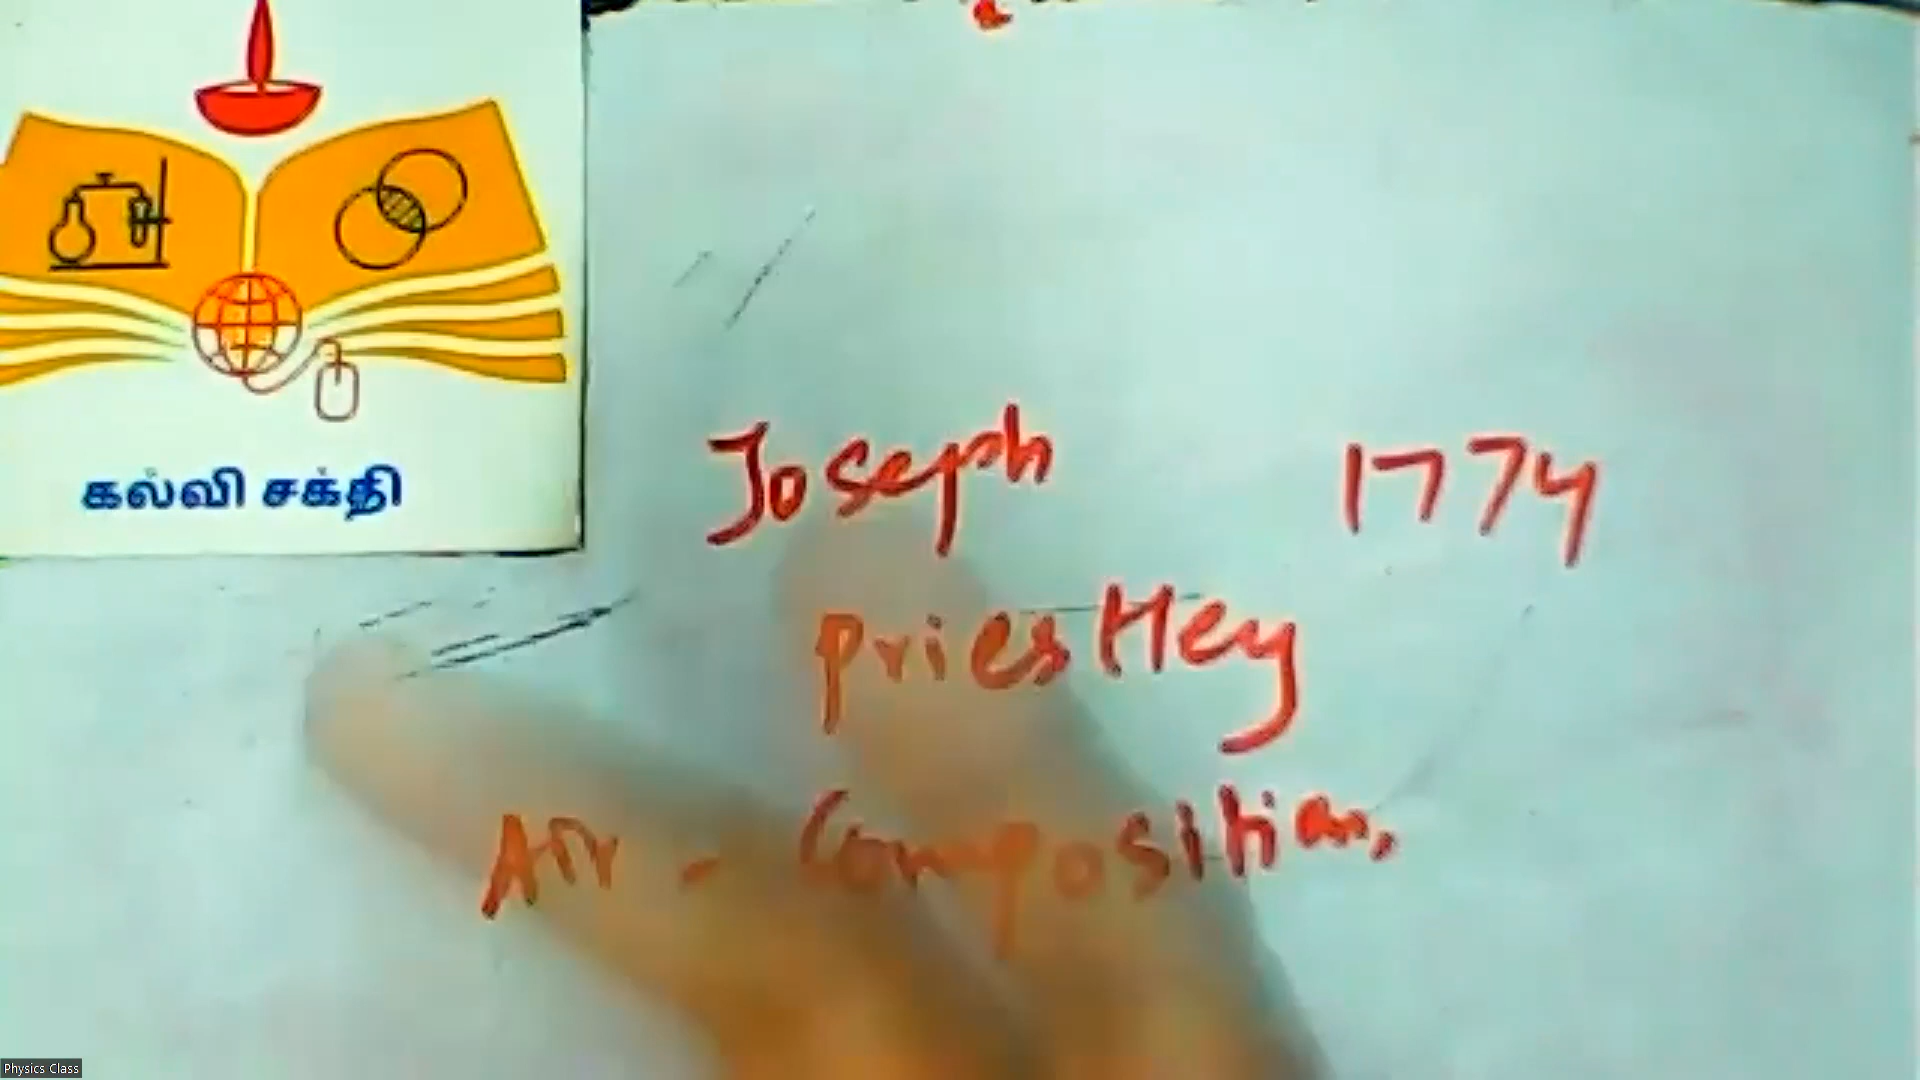 கல்வி சக்தி
Joseph 1774
priestley
Air - Composition,
Physics Class